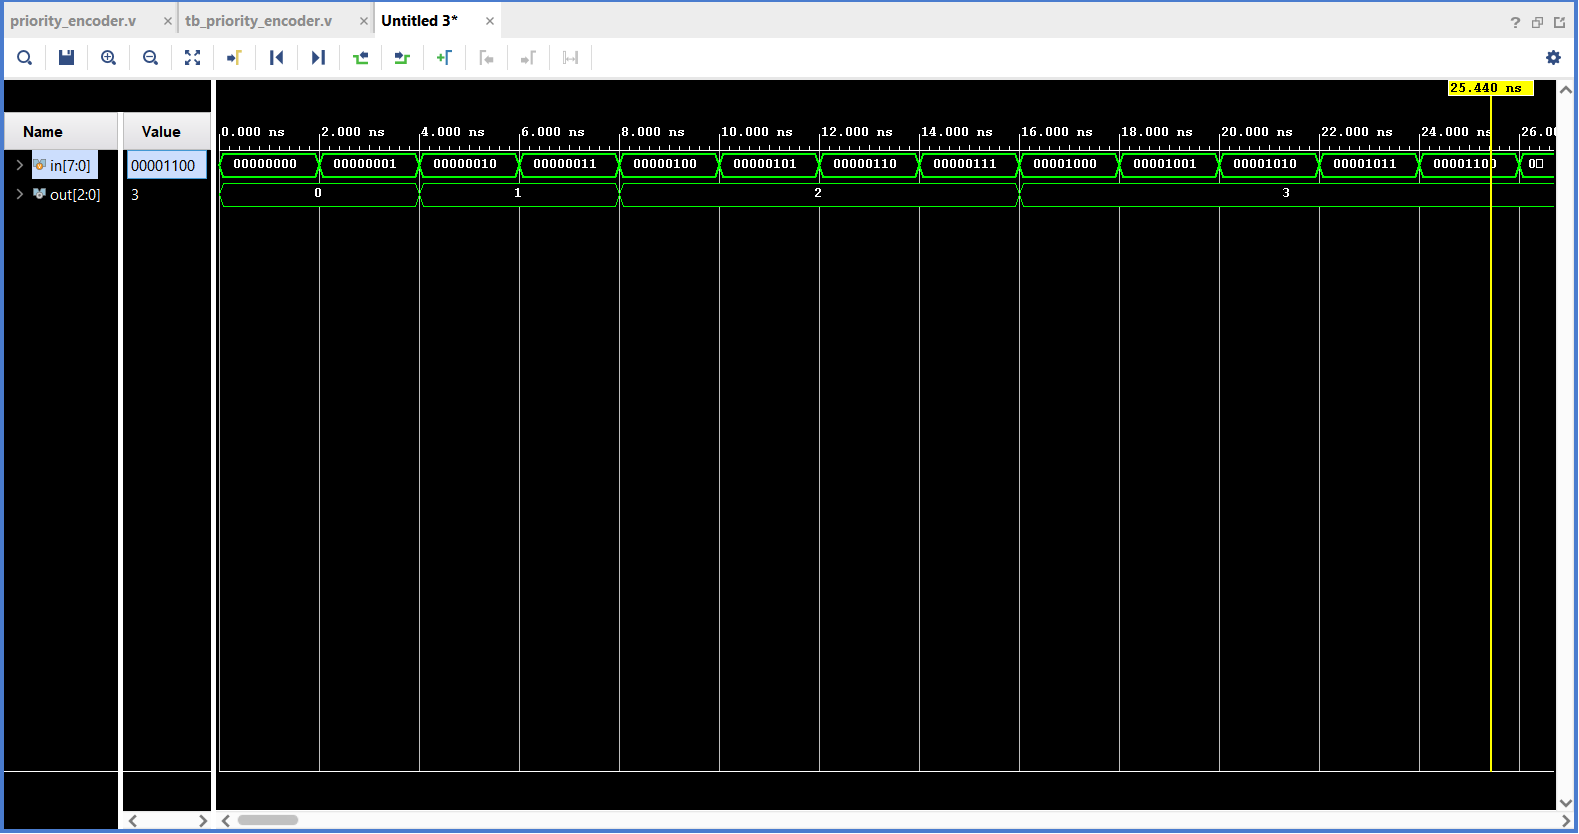 priority_encoder.v × tb_priority_encoder.v × Untitled 3* ×
?
25.440 ns
Name Value
0.000 ns 2.000 ns 4.000 ns 6.000 ns 8.000 ns 10.000 ns 12.000 ns 14.000 ns 16.000 ns 18.000 ns 20.000 ns 22.000 ns 24.000 ns 26.00
in[7:0] 00001100 00000000 00000001 00000010 00000011 00000100 00000101 00000110 00000111 00001000 00001001 00001010 00001011 00001100 0
out[2:0] 3 0 1 2 3